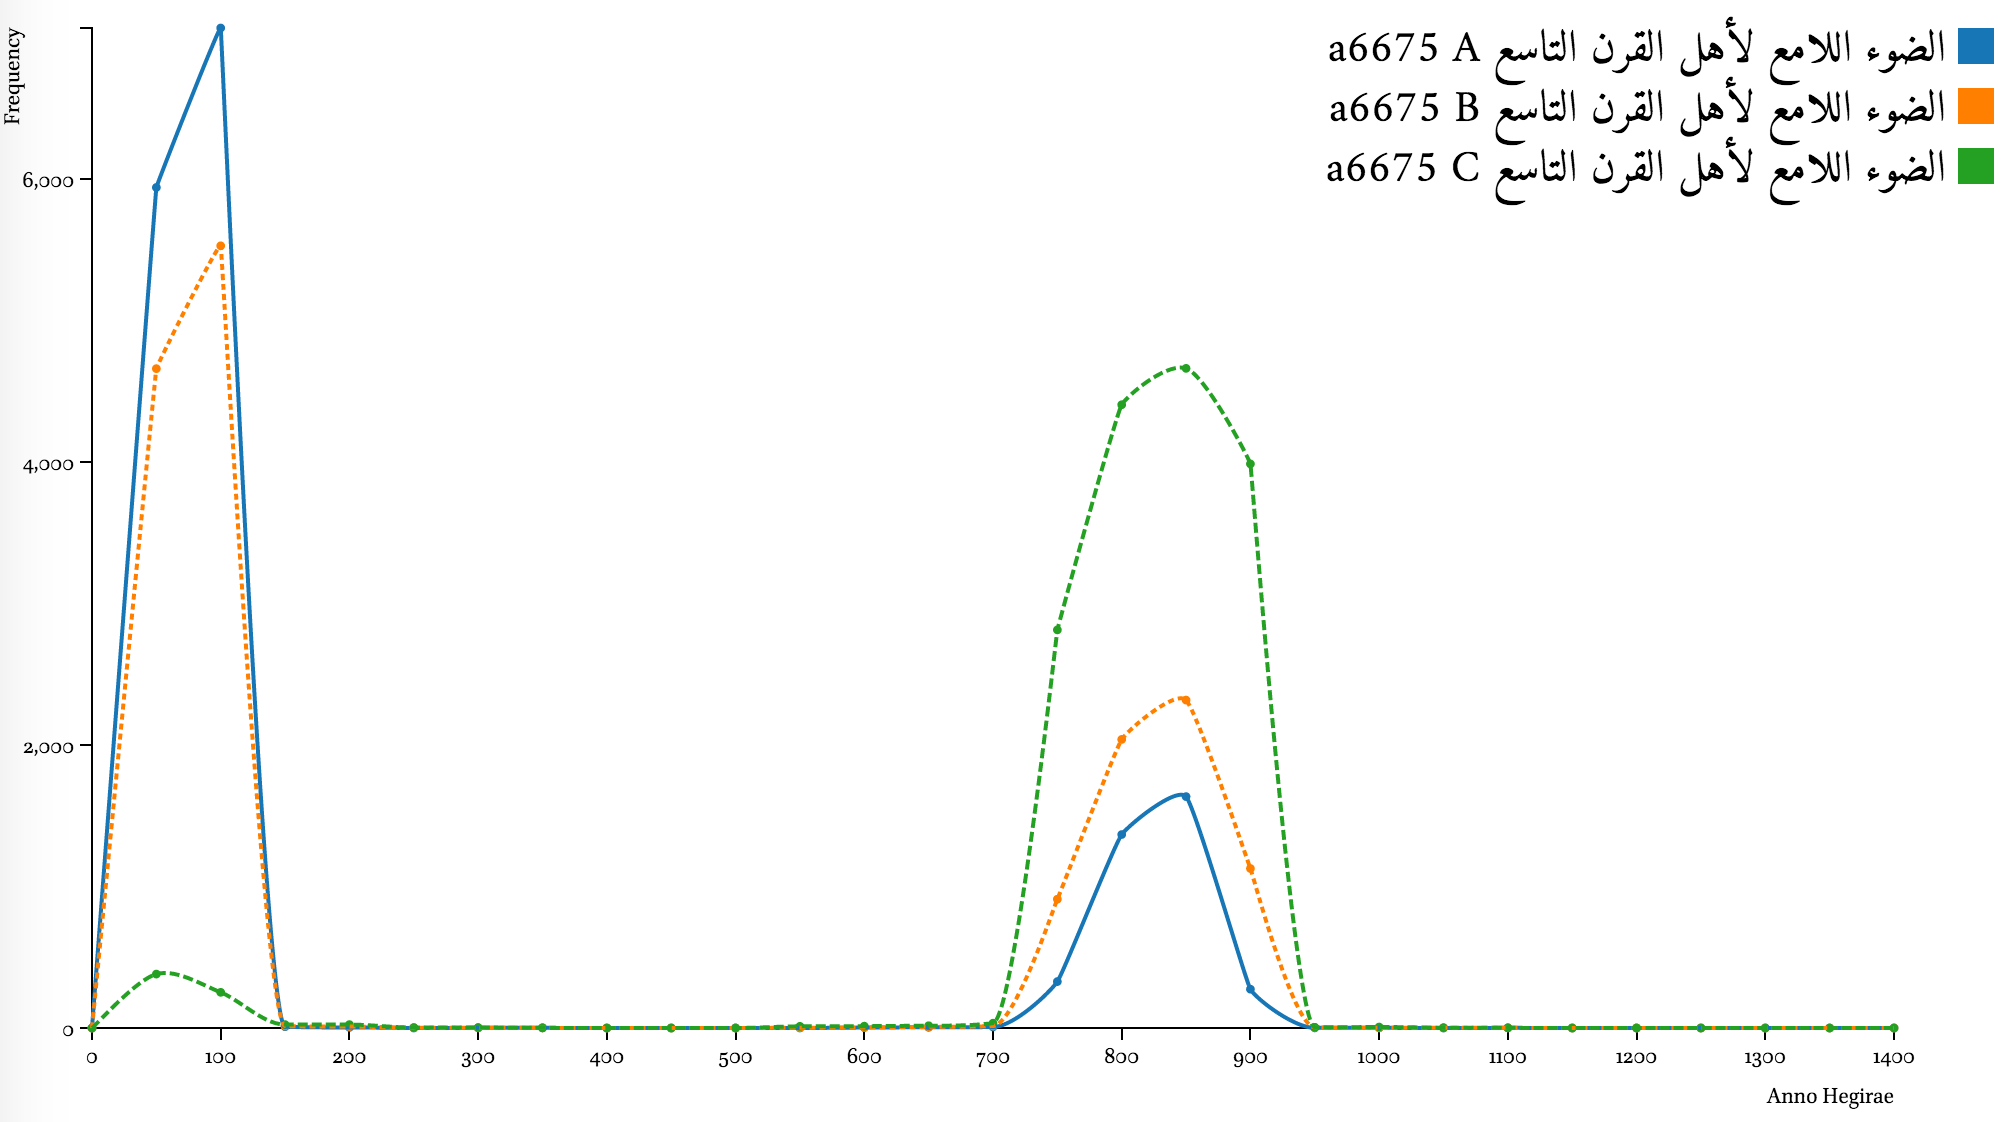 Frequency
الضوء اللامع لأهل القرن التاسع a6675 A
الضوء اللامع لأهل القرن التاسع a6675 B
الضوء اللامع لأهل القرن التاسع a6675 C
6,000
4,000
2,000
0
0 100 200 300 400 500 600 700 800 900 1000 1100 1200 1300 1400
Anno Hegirae